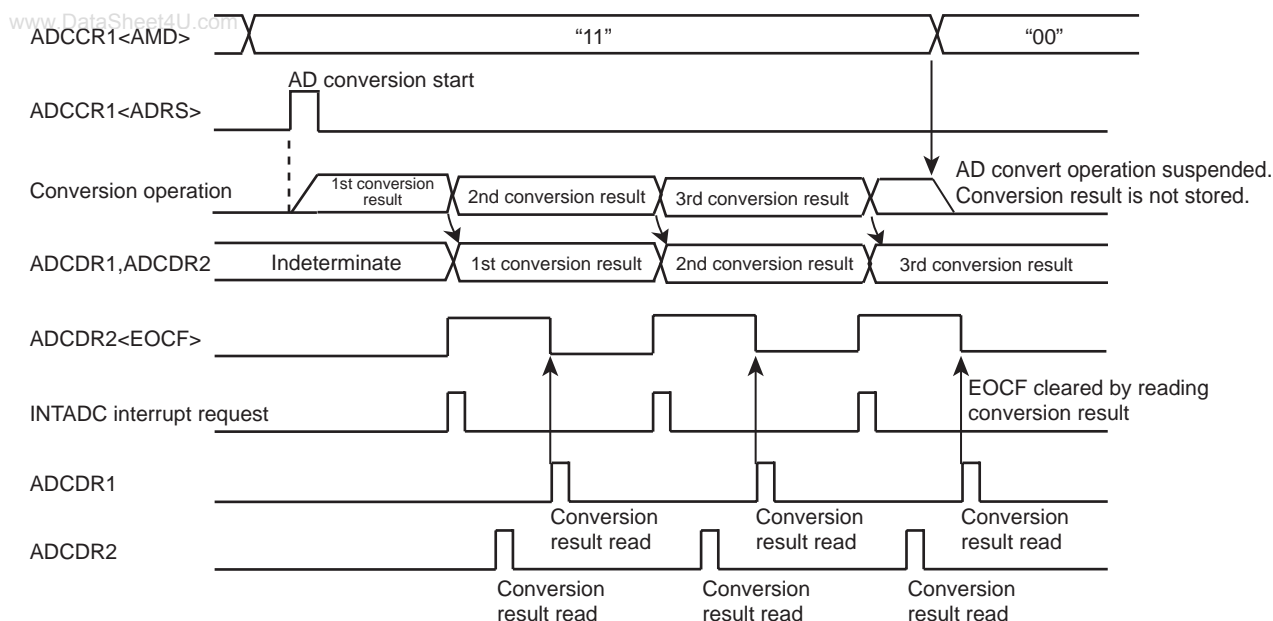 www.DataSheet4U.com
ADCCR1<AMD>
“11”
“00”
AD conversion start
ADCCR1<ADRS>
AD convert operation suspended.
Conversion result is not stored.
Conversion operation
1st conversion
result
2nd conversion result
3rd conversion result
ADCDR1,ADCDR2
Indeterminate
1st conversion result
2nd conversion result
3rd conversion result
ADCDR2<EOCF>
EOCF cleared by reading
conversion result
INTADC interrupt request
ADCDR1
Conversion
result read
Conversion
result read
Conversion
result read
ADCDR2
Conversion
result read
Conversion
result read
Conversion
result read